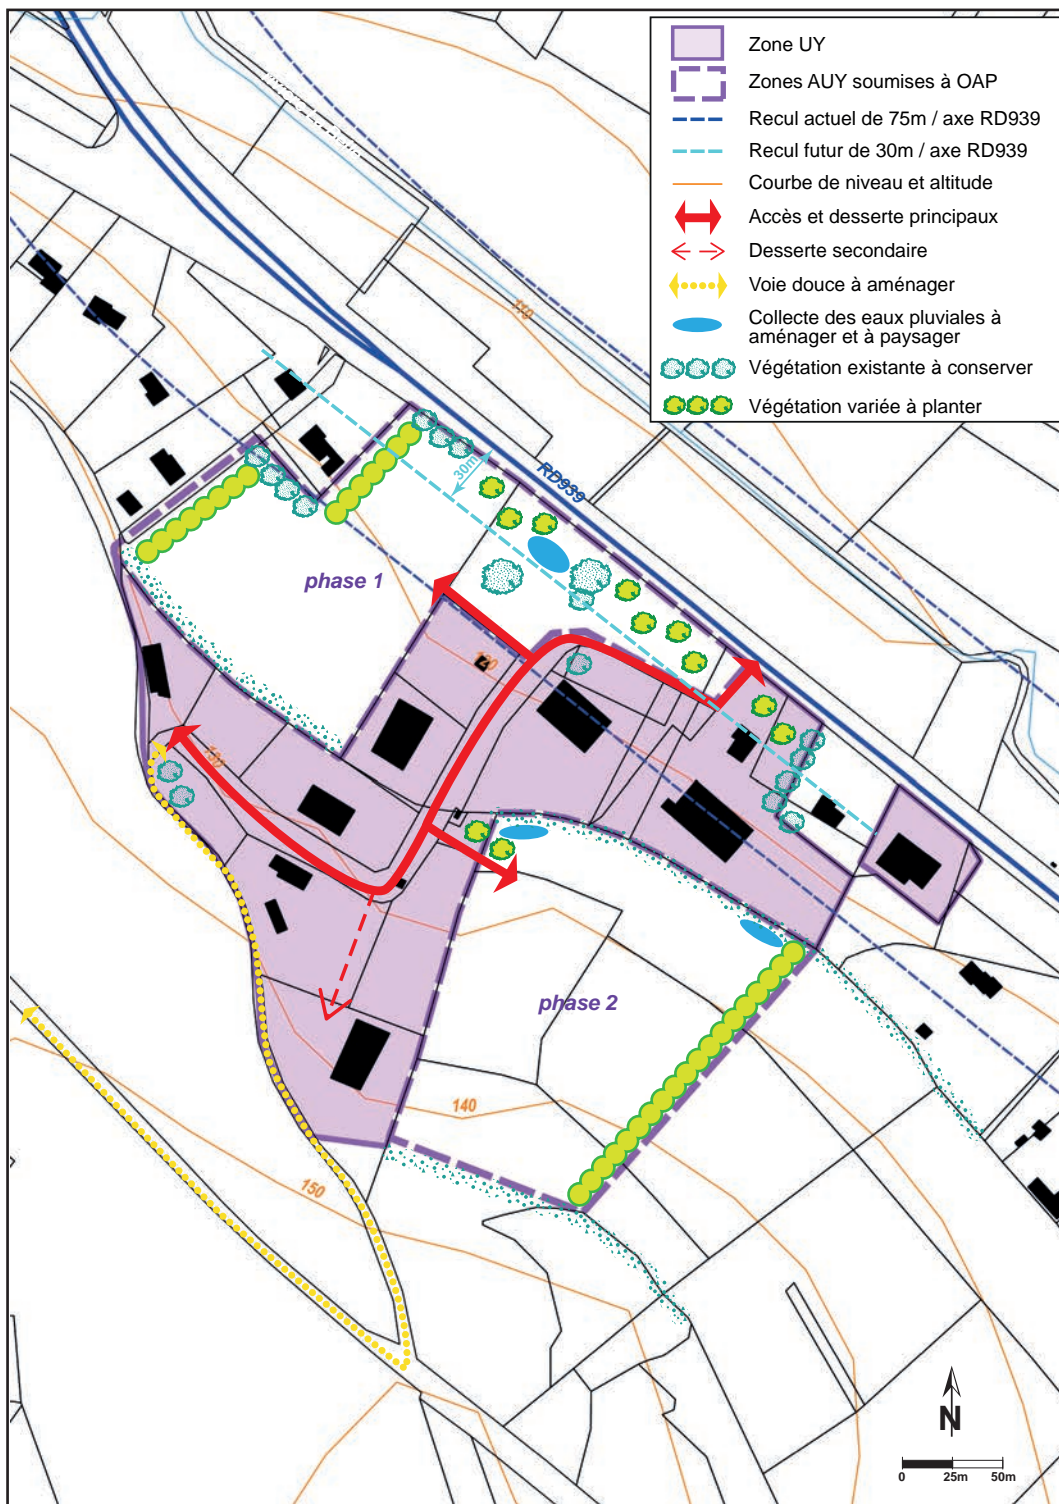 Zone UY
Zones AUY soumises à OAP
Recul actuel de 75m / axe RD939
Recul futur de 30m / axe RD939
Courbe de niveau et altitude
Accès et desserte principaux
Desserte secondaire
Voie douce à aménager
Collecte des eaux pluviales à
aménager et à paysager
Végétation existante à conserver
Végétation variée à planter
110
RD939
30m
phase 1
phase 2
140
150
N
0 25m 50m